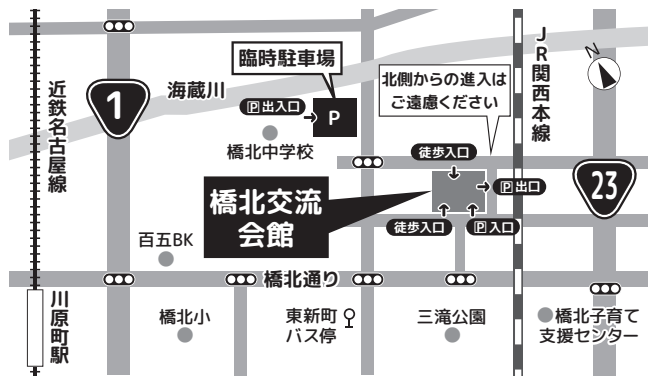 臨時駐車場
P
P出入口
1
海蔵川
近鉄名古屋線
橋北中学校
北側からの進入は
ご遠慮ください
JR関西本線
N
徒歩入口
P出口
23
橋北交流
会館
徒歩入口
P入口
百五BK
橋北通り
川原町駅
橋北小
東新町
バス停
三滝公園
橋北子育て
支援センター